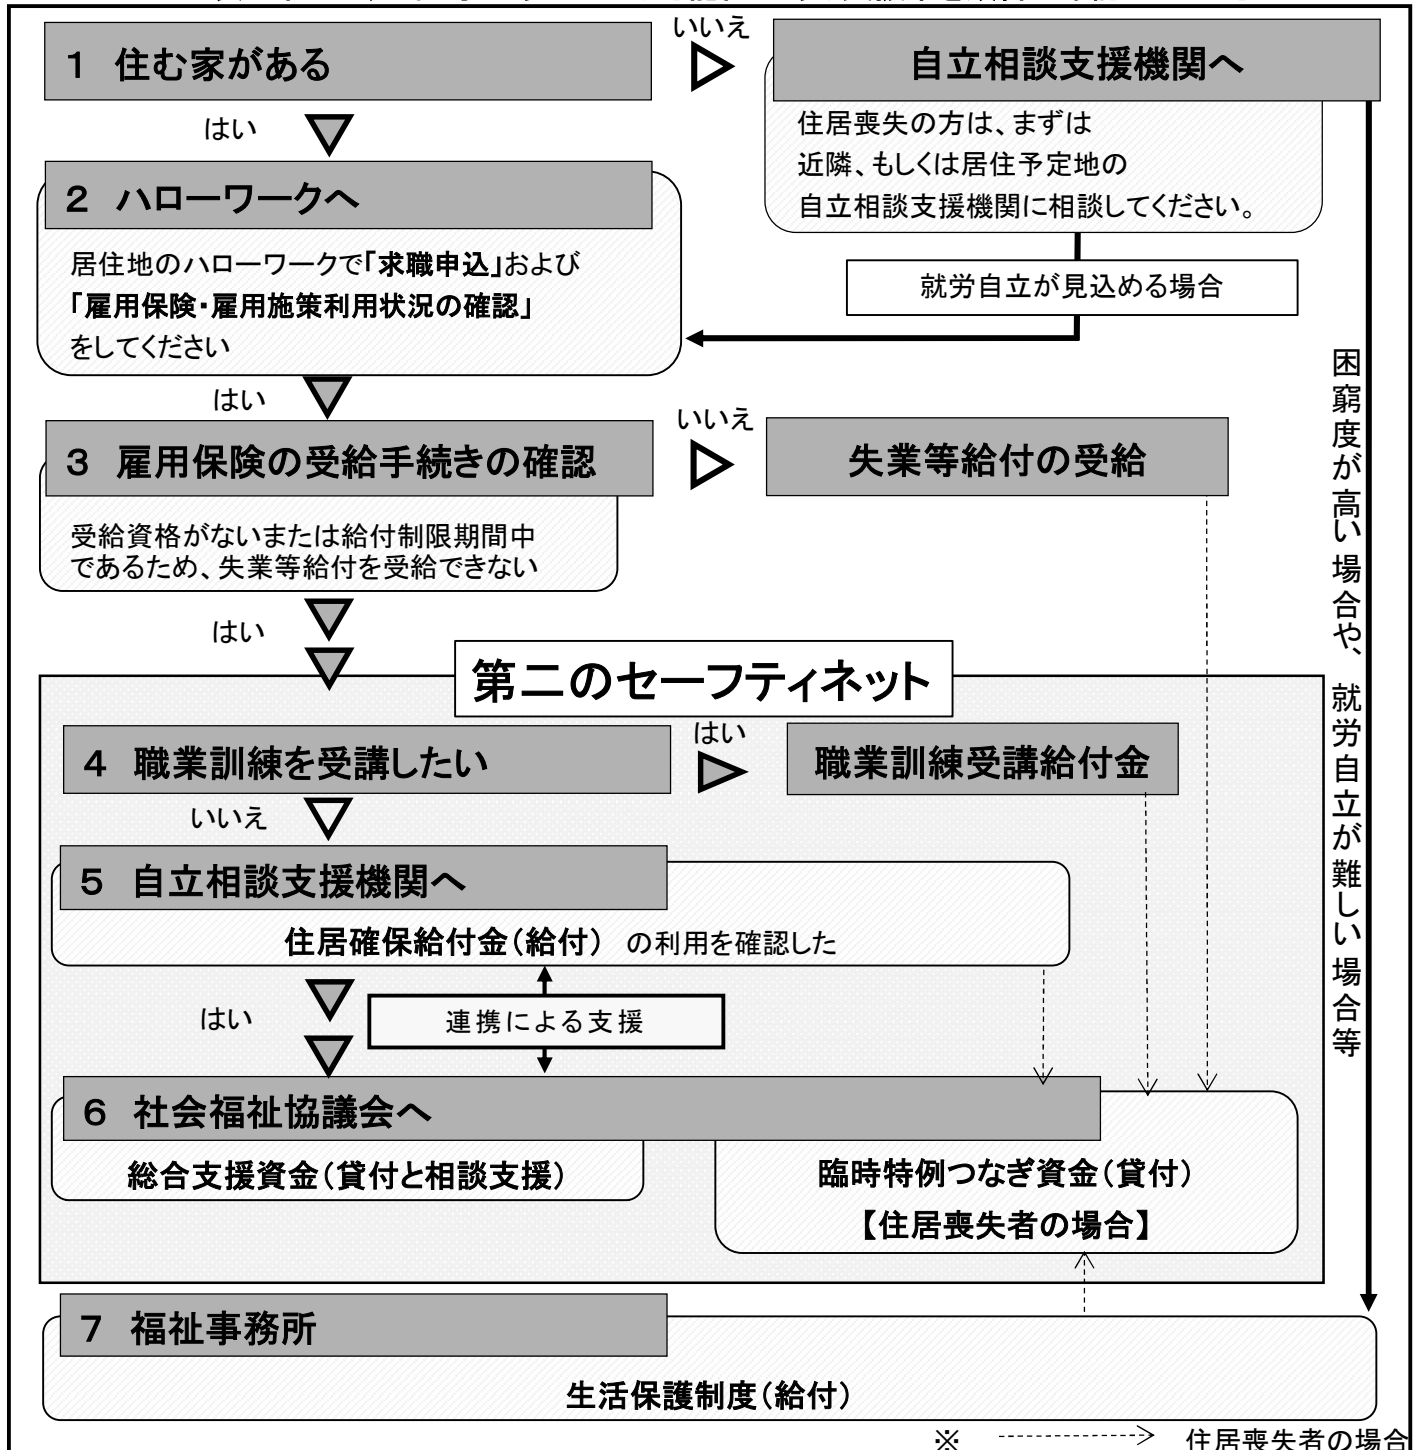 1 住む家がある
いいえ
自立相談支援機関へ
住居喪失の方は、まずは
近隣、もしくは居住予定地の
自立相談支援機関に相談してください。
はい
2 ハローワークへ
居住地のハローワークで「求職申込」および
「雇用保険・雇用施策利用状況の確認」
をしてください
就労自立が見込める場合
困窮度が高い場合や、就労自立が難しい場合等
はい
3 雇用保険の受給手続きの確認
いいえ
失業等給付の受給
受給資格がないまたは給付制限期間中
であるため、失業等給付を受給できない
はい
第二のセーフティネット
4 職業訓練を受講したい
はい
職業訓練受講給付金
いいえ
5 自立相談支援機関へ
住居確保給付金(給付) の利用を確認した
はい
連携による支援
6 社会福祉協議会へ
総合支援資金(貸付と相談支援)
臨時特例つなぎ資金(貸付)
【住居喪失者の場合】
7 福祉事務所
生活保護制度(給付)
※ 住居喪失者の場合